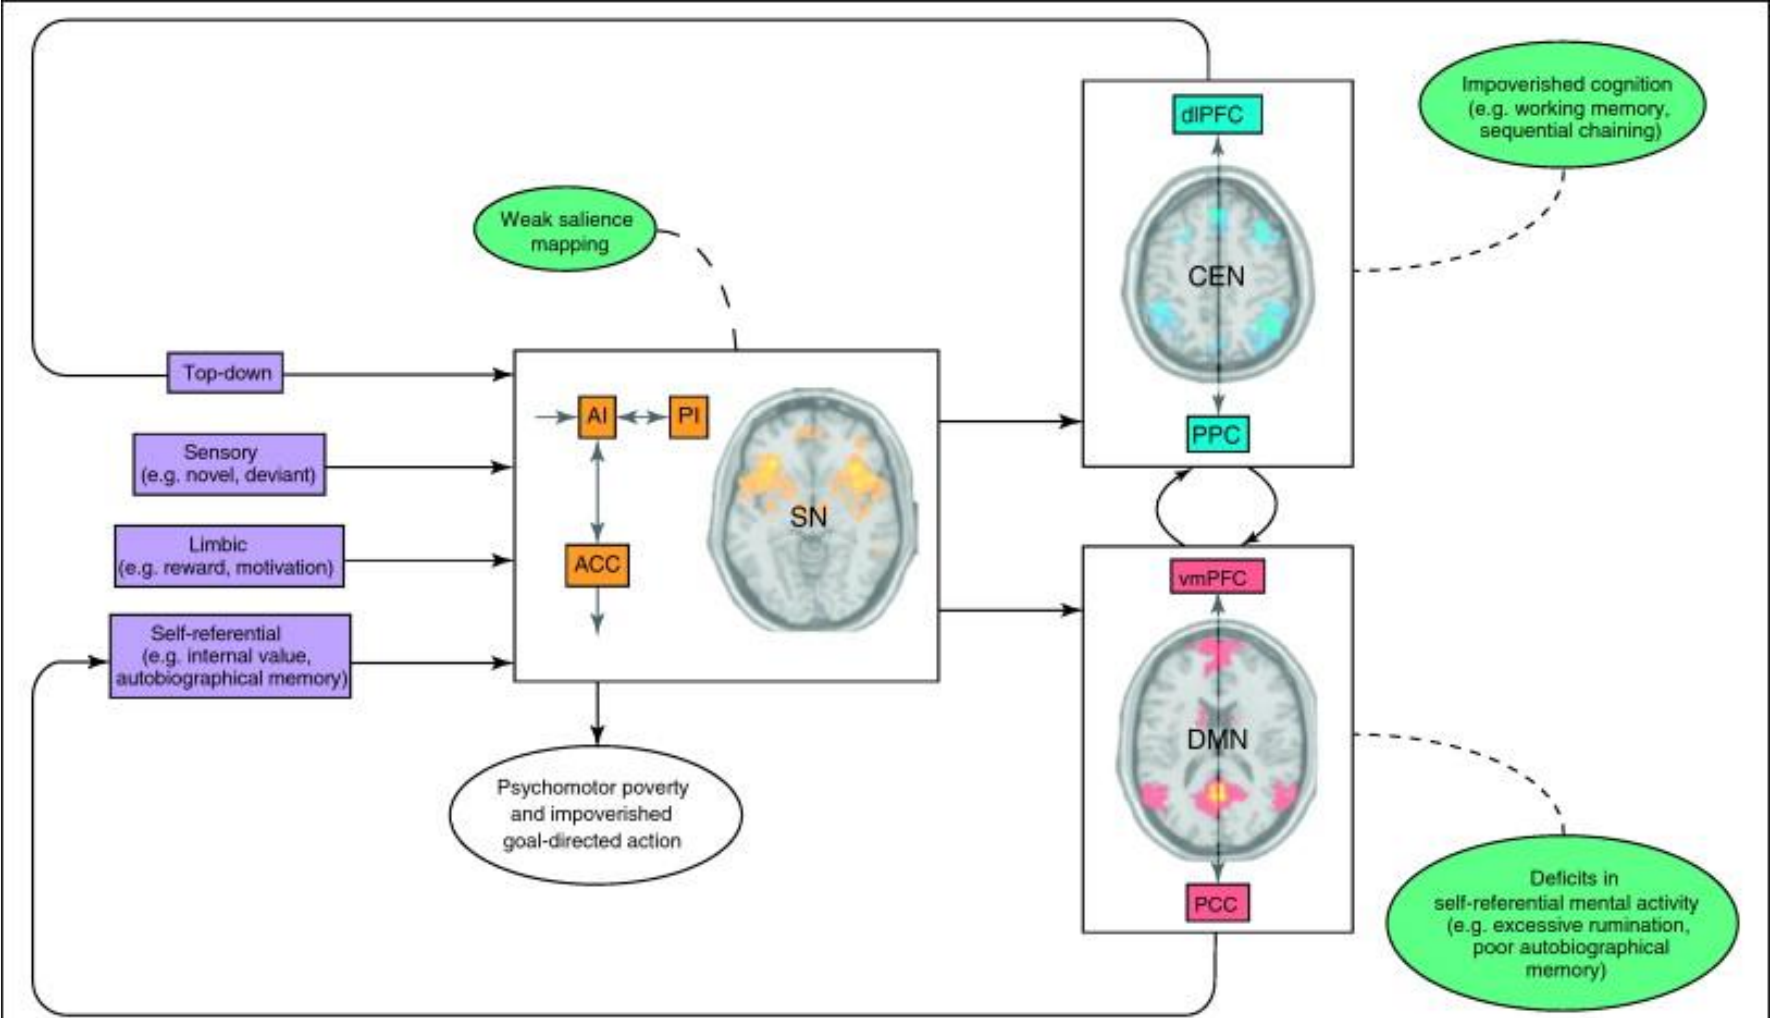 dlPFC
Impoverished cognition
(e.g. working memory,
sequential chaining)
Weak salience
mapping
CEN
Top-down
AI
PI
PPC
Sensory
(e.g. novel, deviant)
SN
Limbic
(e.g. reward, motivation)
ACC
vmPFC
Self-referential
(e.g. internal value,
autobiographical memory)
DMN
Psychomotor poverty
and impoverished
goal-directed action
PCC
Deficits in
self-referential mental activity
(e.g. excessive rumination,
poor autobiographical
memory)